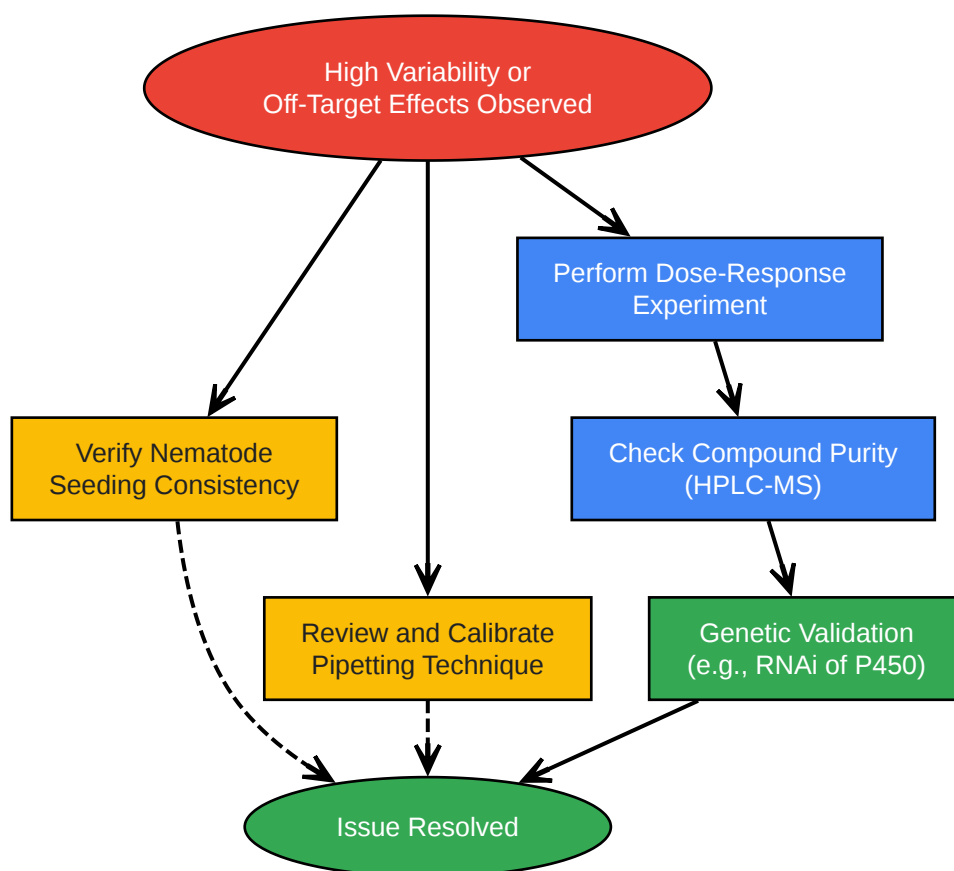 High Variability or
Off-Target Effects Observed
Perform Dose-Response
Experiment
Verify Nematode
Seeding Consistency
Check Compound Purity
(HPLC-MS)
Review and Calibrate
Pipetting Technique
Genetic Validation
(e.g., RNAi of P450)
Issue Resolved